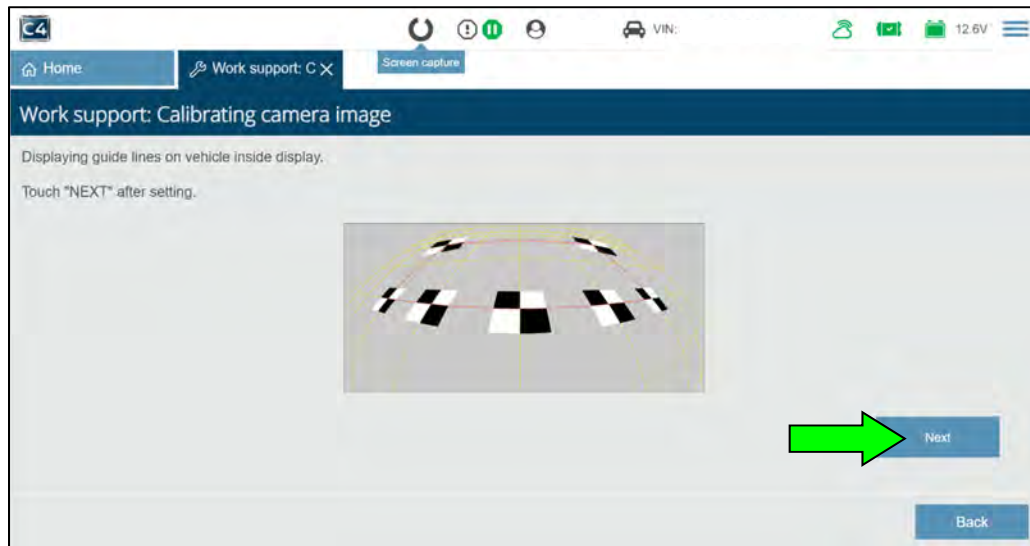 C4
VIN:
12.6V
Home
Work support: C
Screen capture
Work support: Calibrating camera image
Displaying guide lines on vehicle inside display.
Touch "NEXT" after setting.
Next
Back